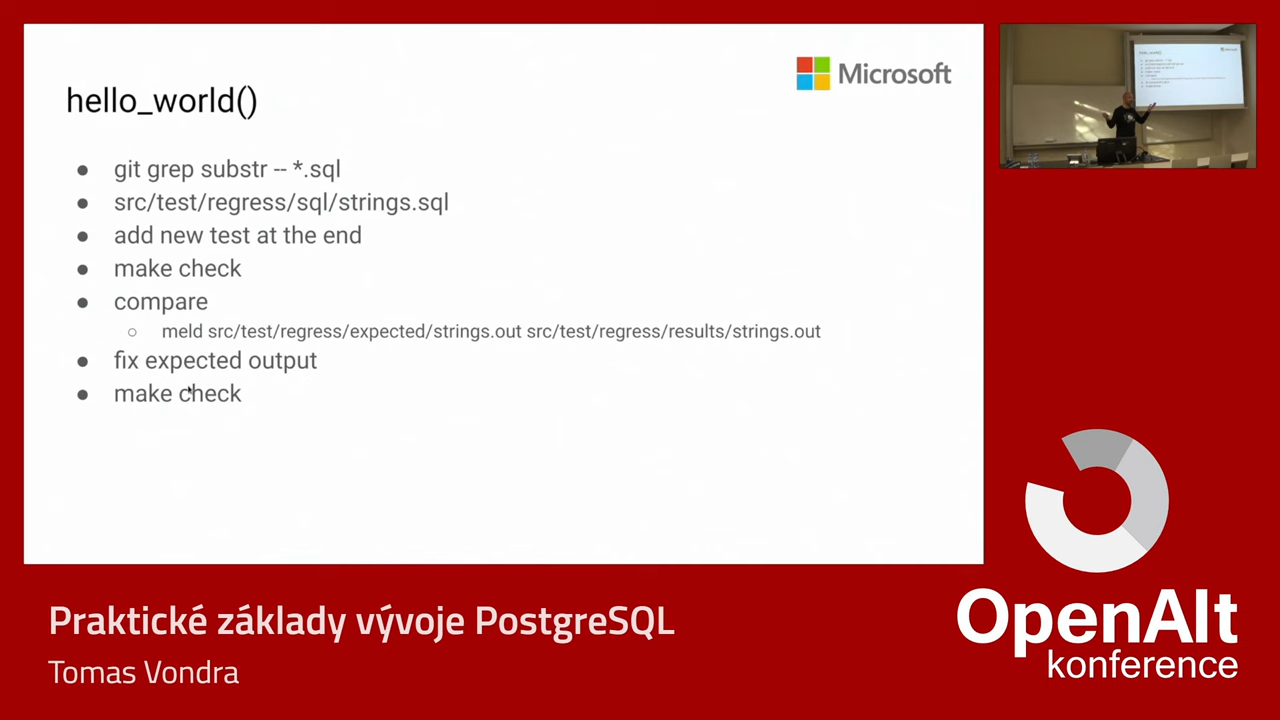 Microsoft
hello_world()
git grep substr -- *.sql
src/test/regress/sql/strings.sql
add new test at the end
make check
compare
meld src/test/regress/expected/strings.out src/test/regress/results/strings.out
fix expected output
make check
Praktické základy vývoje PostgreSQL
Tomas Vondra
OpenAlt
konference